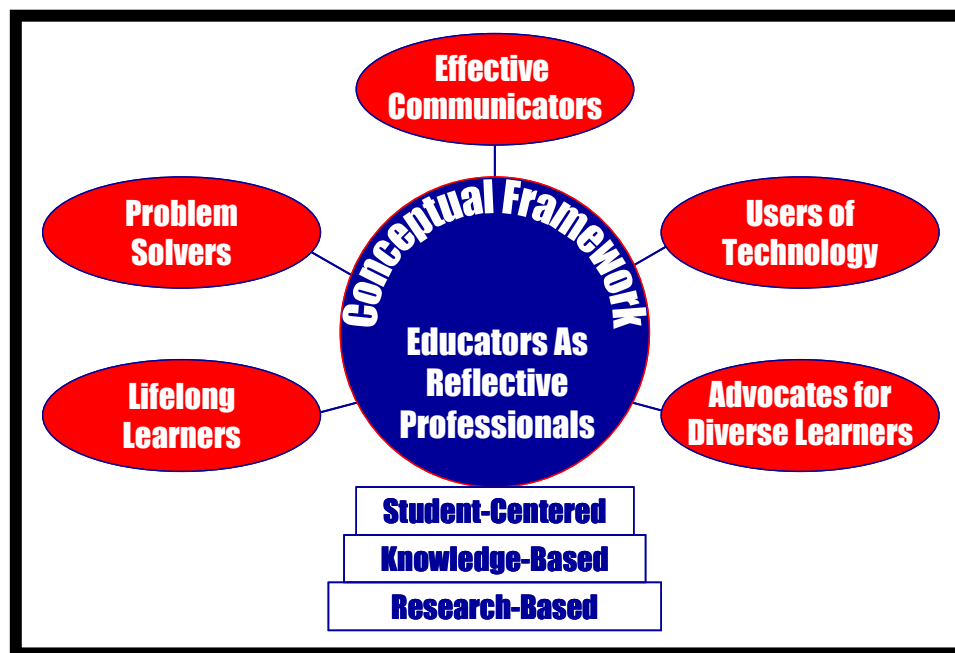 Effective
Communicators
Problem
Solvers
Users of
Technology
Conceptual Framework
Educators As
Reflective
Professionals
Lifelong
Learners
Advocates for
Diverse Learners
Student-Centered
Knowledge-Based
Research-Based